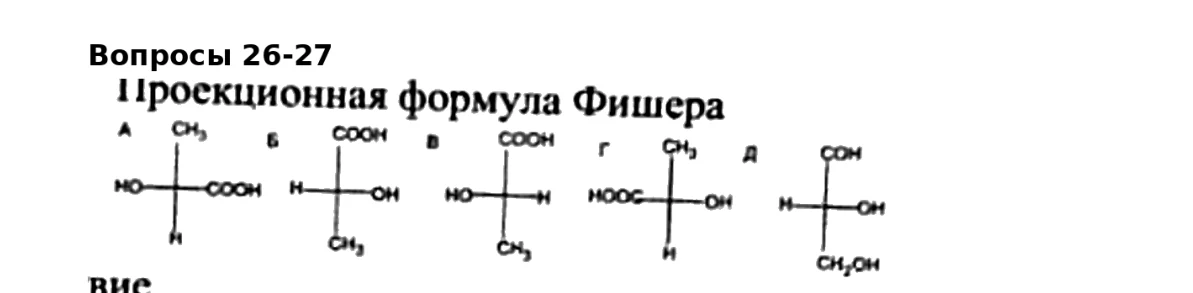 Вопросы 26-27
Проекционная формула Фишера
А CH3 Б COOH В COOH Г CH3 Д COH
HO COOH H OH HO H HOOC OH H OH
H CH3 CH3 H CH2OH
вие